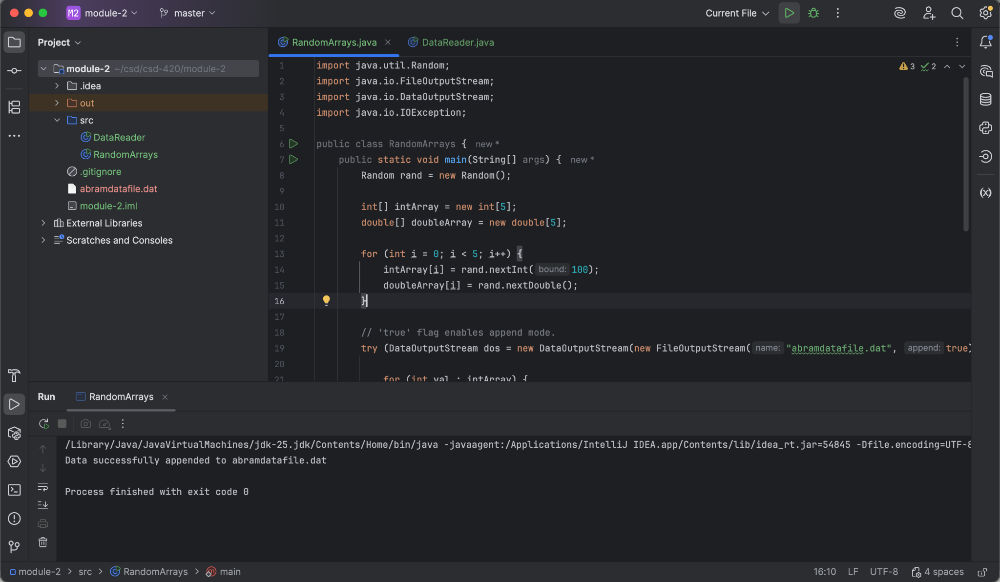 M2 module-2 master Current File
Project
RandomArrays.java DataReader.java
module-2 ~/csd/csd-420/module-2
.idea
out
src
DataReader
RandomArrays
.gitignore
abramdatafile.dat
module-2.iml
External Libraries
Scratches and Consoles
3 2
1 import java.util.Random;
2 import java.io.FileOutputStream;
3 import java.io.DataOutputStream;
4 import java.io.IOException;
5
6 public class RandomArrays { new *
7 public static void main(String[] args) { new *
8 Random rand = new Random();
9
10 int[] intArray = new int[5];
11 double[] doubleArray = new double[5];
12
13 for (int i = 0; i < 5; i++) {
14 intArray[i] = rand.nextInt( bound: 100);
15 doubleArray[i] = rand.nextDouble();
16 }
17
18 // 'true' flag enables append mode.
19 try (DataOutputStream dos = new DataOutputStream(new FileOutputStream( name: "abramdatafile.dat", append: true)
20
21 for (int val : intArray) {
Run RandomArrays
/Library/Java/JavaVirtualMachines/jdk-25.jdk/Contents/Home/bin/java -javaagent:/Applications/IntelliJ IDEA.app/Contents/lib/idea_rt.jar=54845 -Dfile.encoding=UTF-8
Data successfully appended to abramdatafile.dat
Process finished with exit code 0
module-2 > src > RandomArrays > main 16:10 LF UTF-8 4 spaces